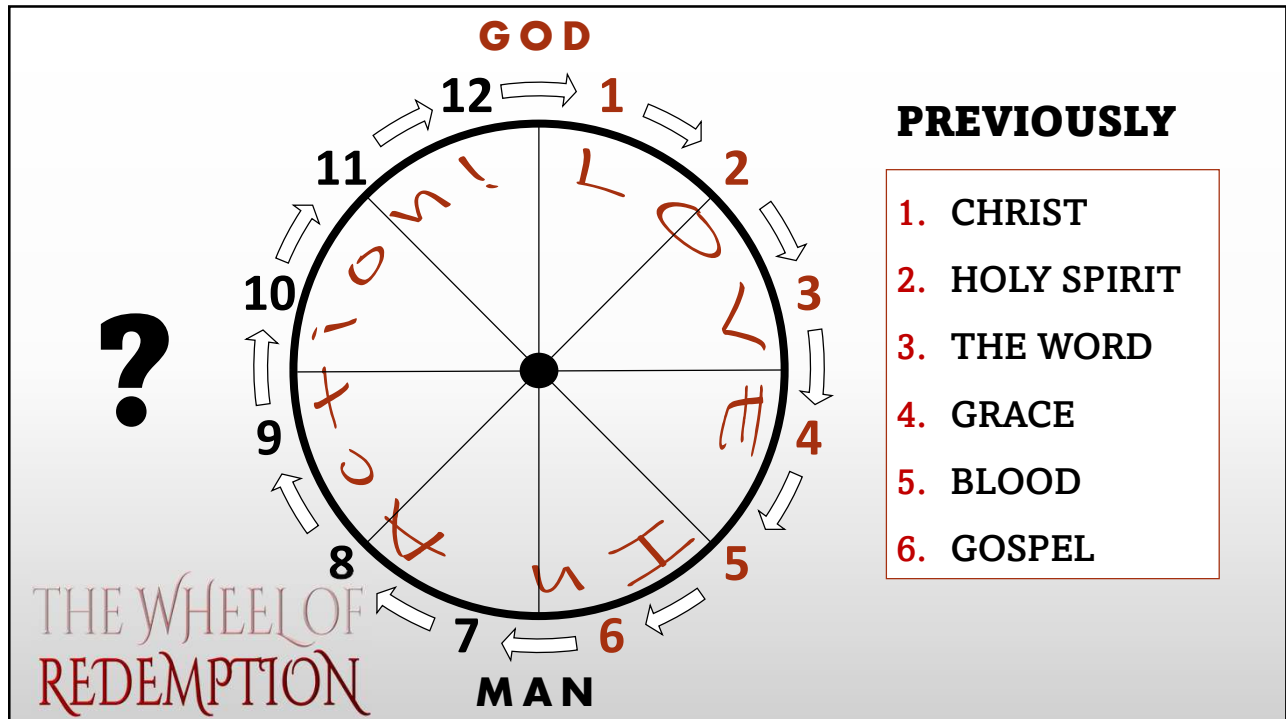 GOD
12
1
11
2
10
3
9
4
8
5
7
6
MAN
LOVE In Action!
?
THE WHEEL OF
REDEMPTION
PREVIOUSLY
1. CHRIST
2. HOLY SPIRIT
3. THE WORD
4. GRACE
5. BLOOD
6. GOSPEL